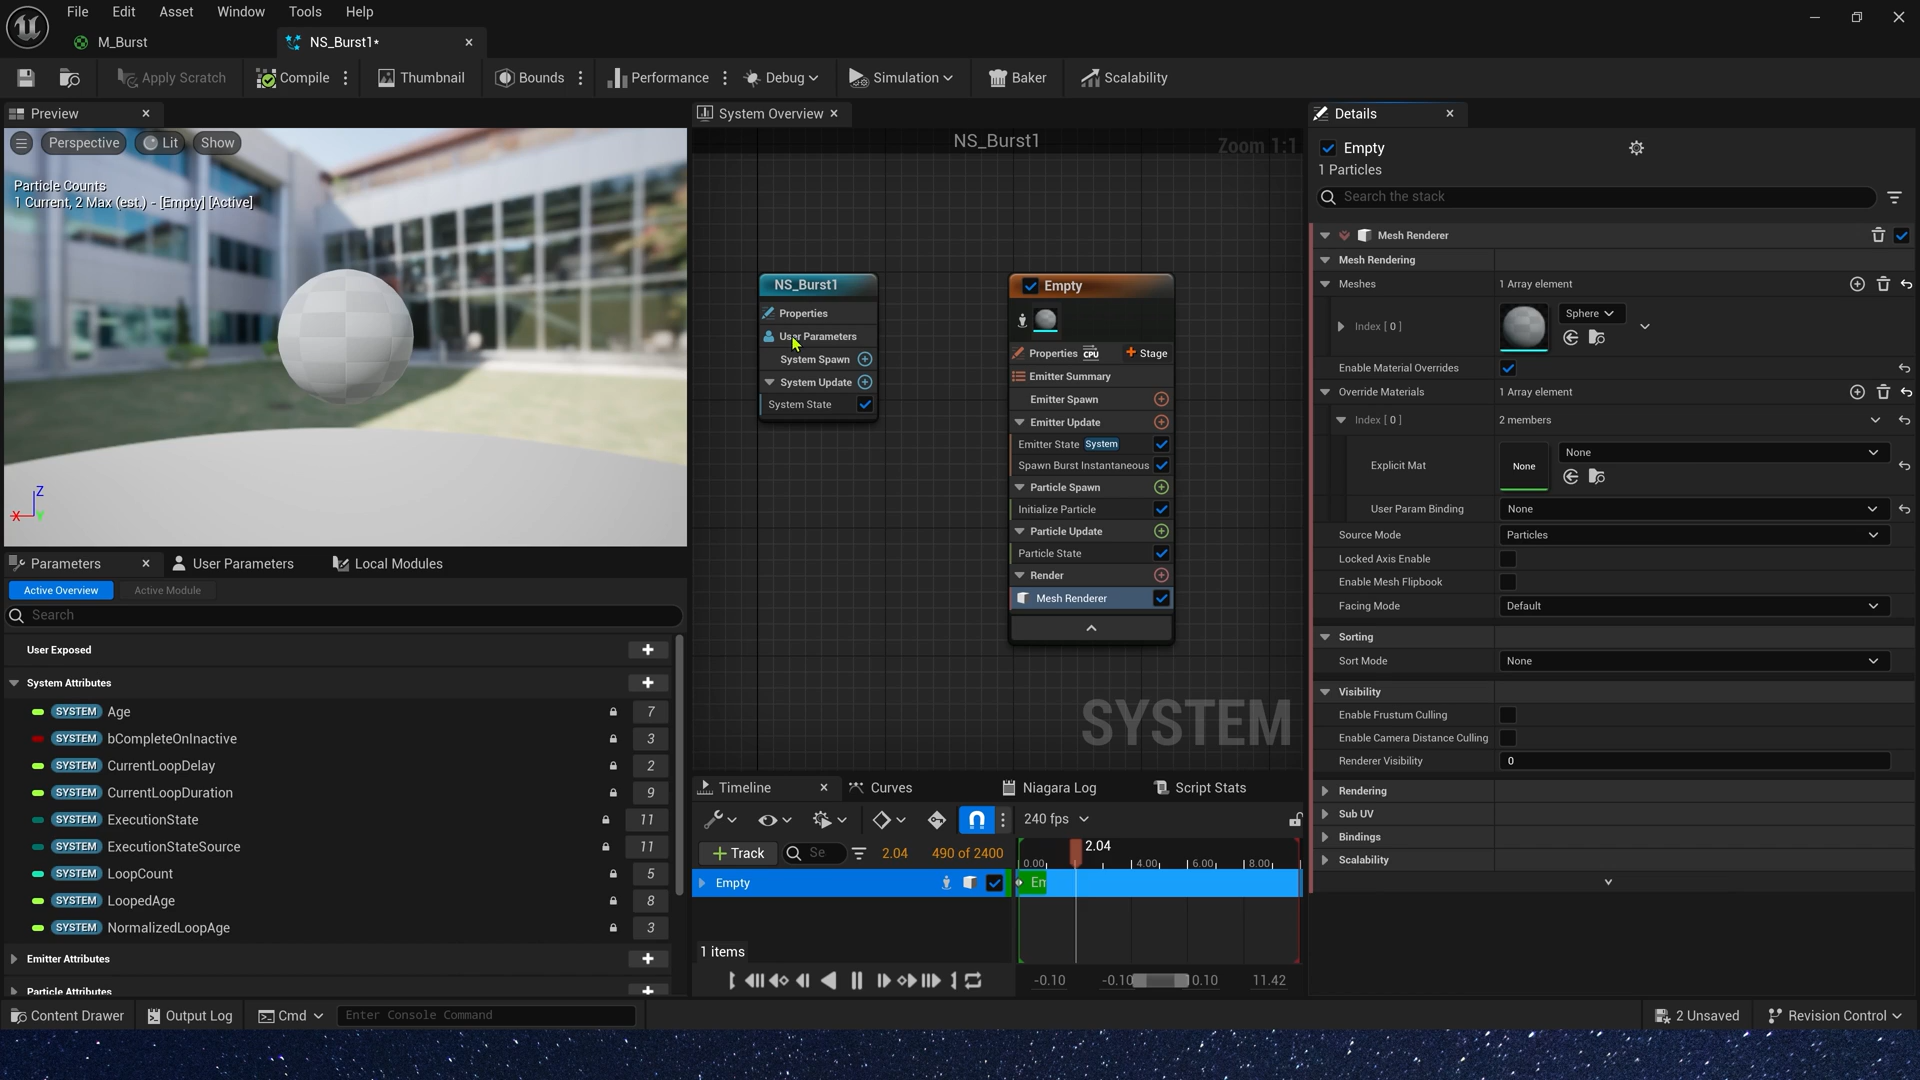 File Edit Asset Window Tools Help
M_Burst
NS_Burst1*
Apply Scratch Compile Thumbnail Bounds Performance Debug Simulation Baker Scalability
Preview
Perspective Lit Show
Particle Counts
1 Current, 2 Max (est.) - [Empty] [Active]
Z
X
Y
Parameters User Parameters Local Modules
Active Overview Active Module
Search
User Exposed
System Attributes
SYSTEM Age 7
SYSTEM bCompleteOnInactive 3
SYSTEM CurrentLoopDelay 2
SYSTEM CurrentLoopDuration 9
SYSTEM ExecutionState 11
SYSTEM ExecutionStateSource 11
SYSTEM LoopCount 5
SYSTEM LoopedAge 8
SYSTEM NormalizedLoopAge 3
Emitter Attributes
Particle Attributes
System Overview
NS_Burst1
Zoom 1:1
NS_Burst1
Properties
User Parameters
System Spawn
System Update
System State
Empty
Properties CPU Stage
Emitter Summary
Emitter Spawn
Emitter Update
Emitter State System
Spawn Burst Instantaneous
Particle Spawn
Initialize Particle
Particle Update
Particle State
Render
Mesh Renderer
SYSTEM
Timeline Curves Niagara Log Script Stats
240 fps
Track Se 2.04 490 of 2400
2.04
0.00 4.00 6.00 8.00
Empty Em
1 items
-0.10 -0.10 0.10 11.42
Details
Empty
1 Particles
Search the stack
Mesh Renderer
Mesh Rendering
Meshes 1 Array element
Index [ 0 ] Sphere
Enable Material Overrides
Override Materials 1 Array element
Index [ 0 ] 2 members
Explicit Mat None None
User Param Binding None
Source Mode Particles
Locked Axis Enable
Enable Mesh Flipbook
Facing Mode Default
Sorting
Sort Mode None
Visibility
Enable Frustum Culling
Enable Camera Distance Culling
Renderer Visibility 0
Rendering
Sub UV
Bindings
Scalability
Content Drawer Output Log Cmd Enter Console Command 2 Unsaved Revision Control